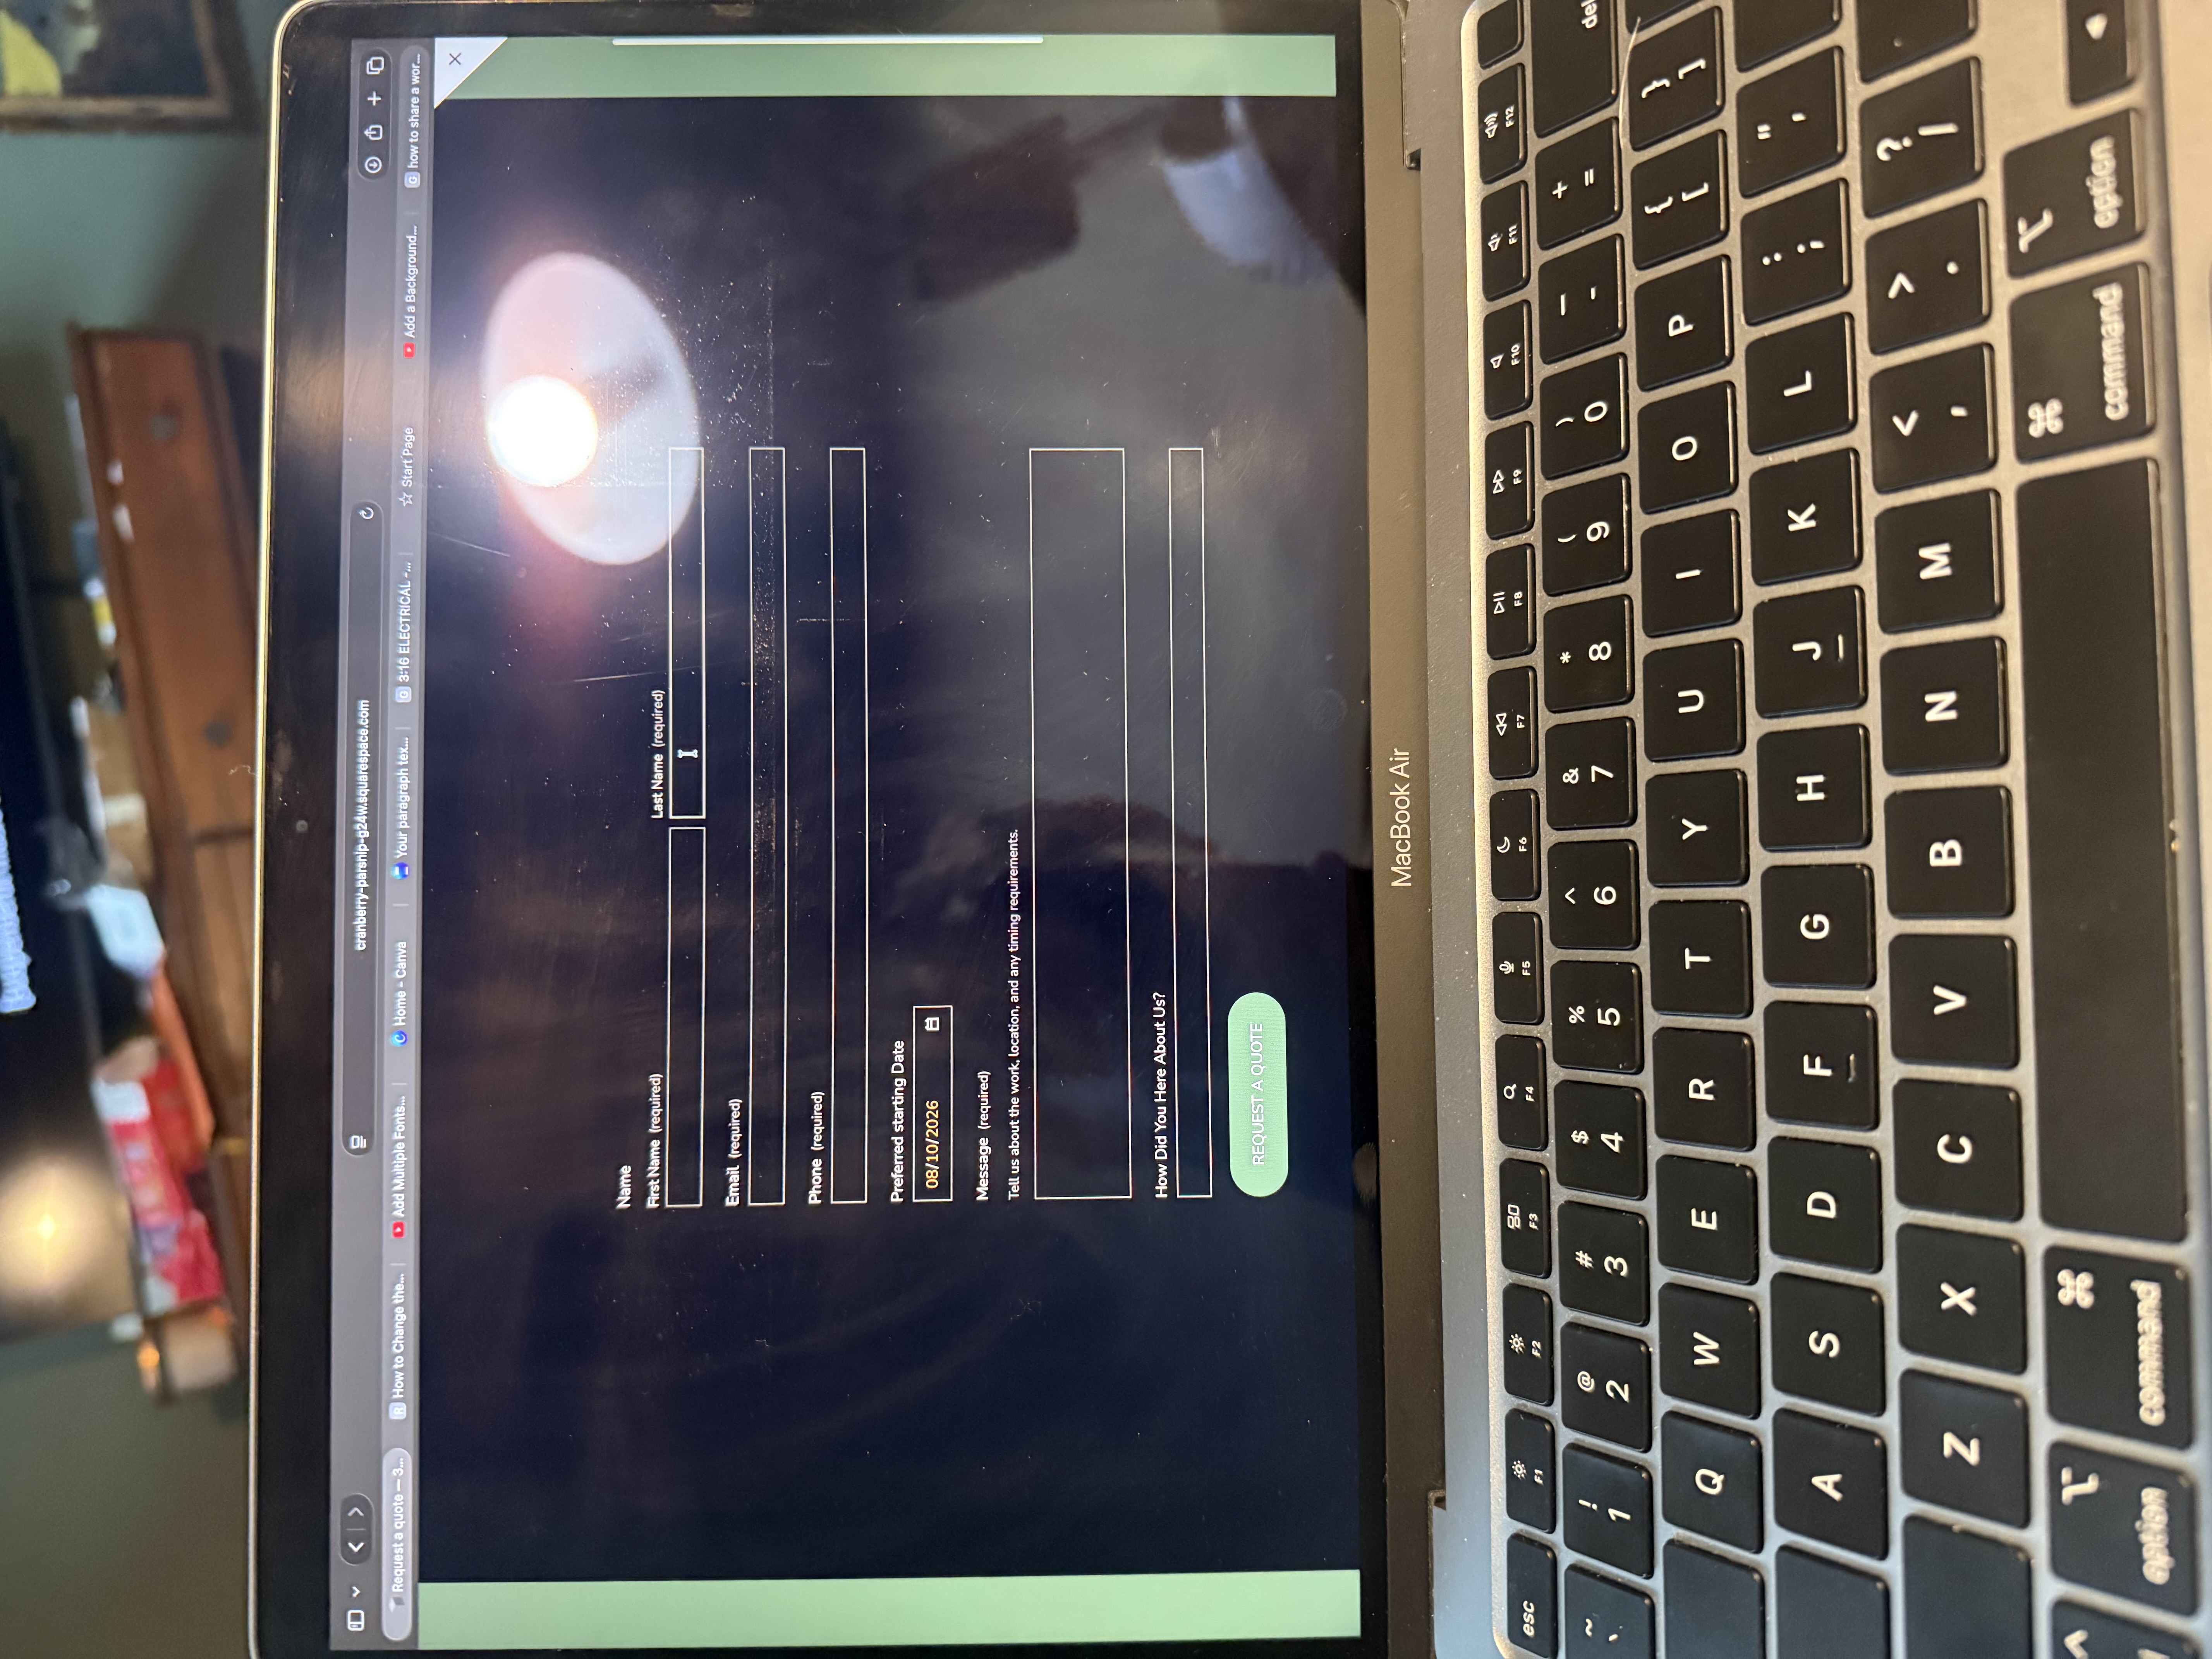 cranberry-parsnip-g24w.squarespace.com
Request a quote — 3...
How to Change the...
Add Multiple Fonts...
Home - Canva
Your paragraph tex...
3:16 ELECTRICAL -...
Start Page
Add a Background...
how to share a wor...
Name
First Name (required)
Last Name (required)
Email (required)
Phone (required)
Preferred starting Date
08/10/2026
Message (required)
Tell us about the work, location, and any timing requirements.
How Did You Here About Us?
REQUEST A QUOTE
MacBook Air
esc F1 F2 F3 F4 F5 F6 F7 F8 F9 F10 F11 F12
~ ! @ # $ % ^ & * ( ) — +
` 1 2 3 4 5 6 7 8 9 0 - = del
Q W E R T Y U I O P { [ } ]
A S D F G H J K L : ; " '
Z X C V B N M < , > . ? /
option command command option